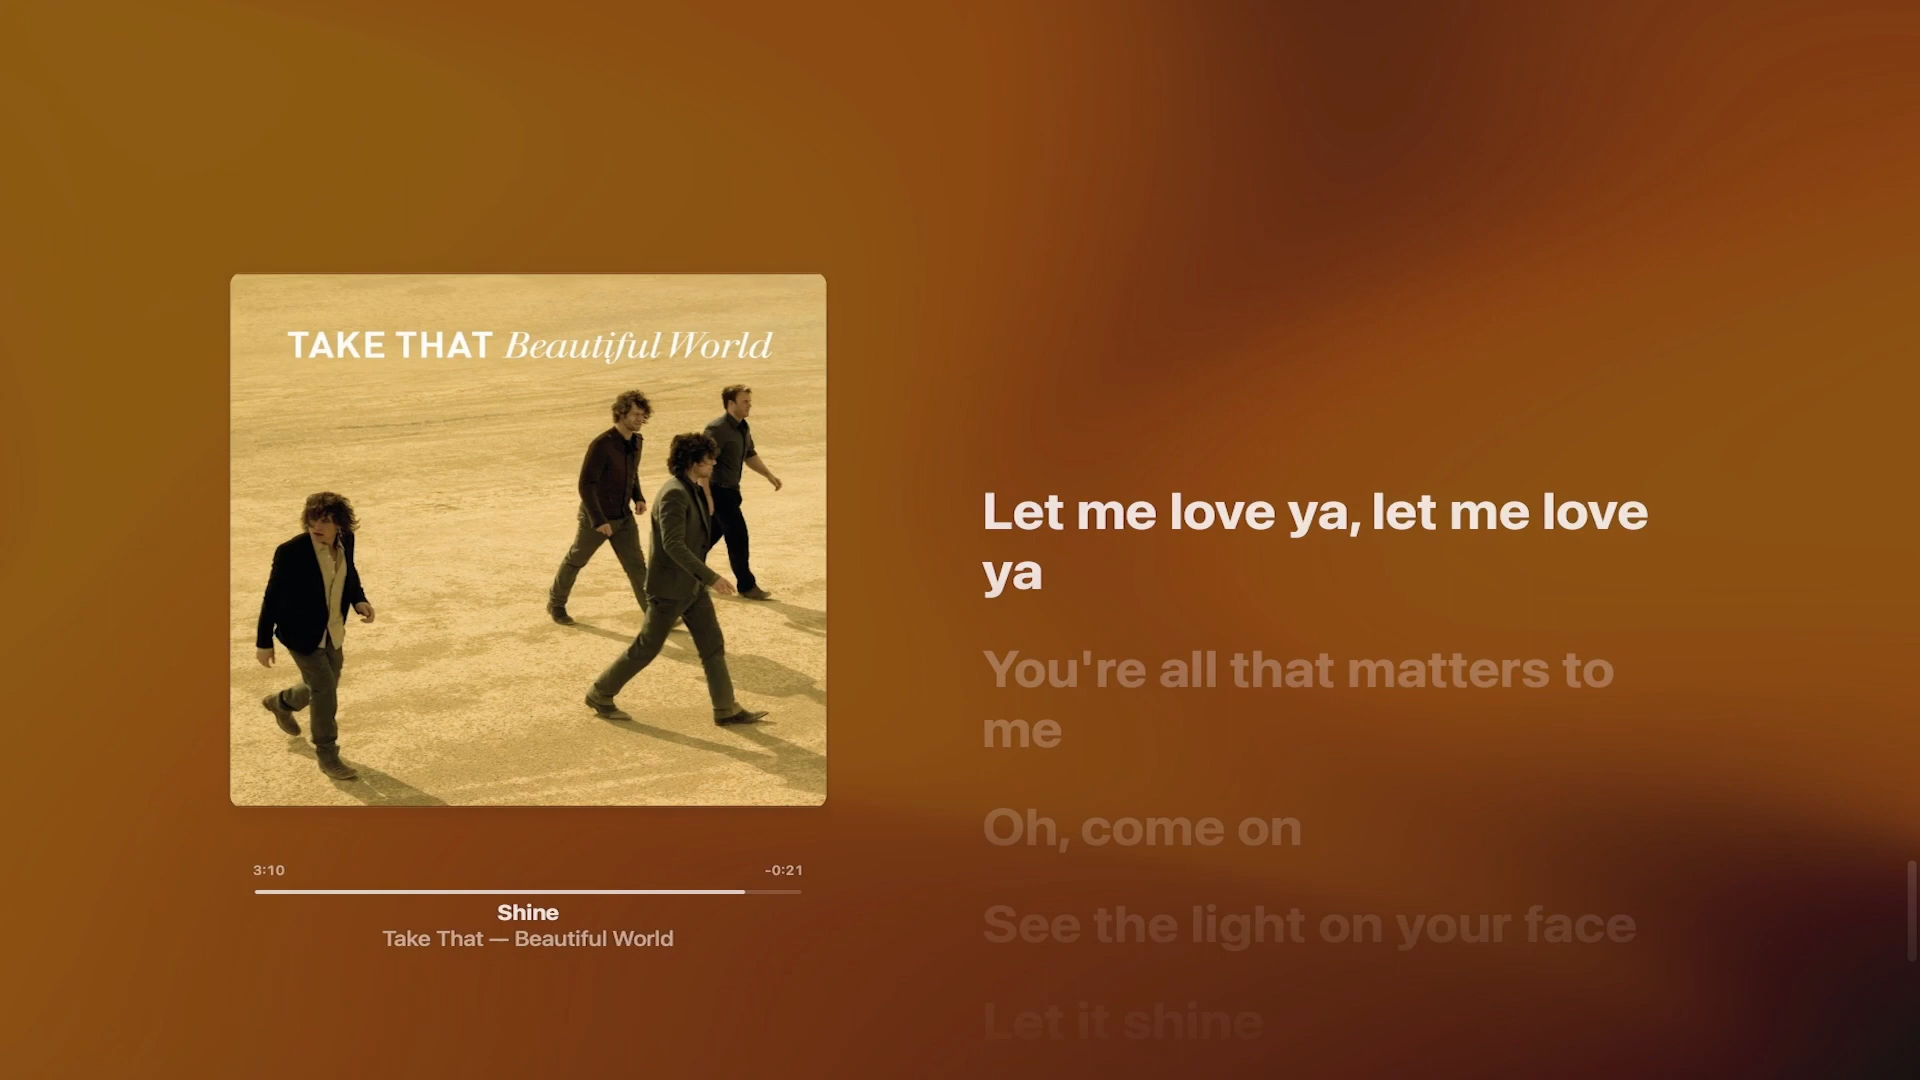 TAKE THAT Beautiful World
3:10
-0:21
Shine
Take That — Beautiful World
Let me love ya, let me love
ya
You're all that matters to
me
Oh, come on
See the light on your face
Let it shine